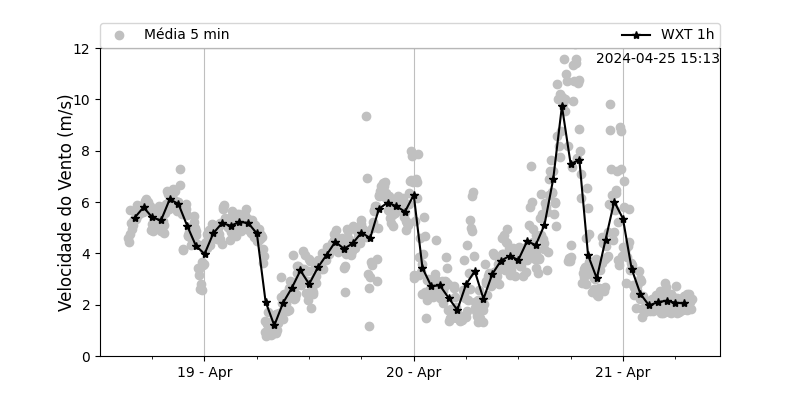 Média 5 min
WXT 1h
2024-04-25 15:13
Velocidade do Vento (m/s)
12
10
8
6
4
2
0
19 - Apr
20 - Apr
21 - Apr